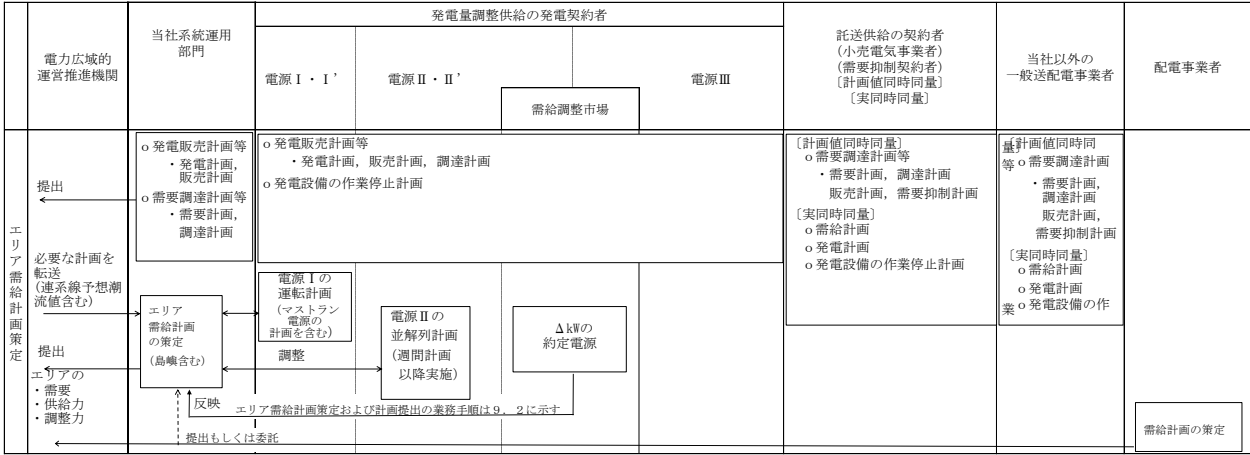 電力広域的
運営推進機関
当社系統運用
部門
発電量調整供給の発電契約者
電源Ⅰ・Ⅰ’
電源Ⅱ・Ⅱ’
電源Ⅲ
需給調整市場
託送供給の契約者
(小売電気事業者)
(需要抑制契約者)
[計画値同時同量]
〔実同時同量〕
当社以外の
一般送配電事業者
配電事業者
エリア需給計画策定
提出
必要な計画を
転送
(連系線予想潮
流値含む)
提出
エリアの
・需要
・供給力
・調整力
o 発電販売計画等
・発電計画,
販売計画
o 需要調達計画等
・需要計画,
調達計画
エリア
需給計画
の策定
(島嶼含む)
o 発電販売計画等
・発電計画,販売計画,調達計画
o 発電設備の作業停止計画
電源Ⅰの
運転計画
(マストラン
電源の
計画を含む)
調整
電源Ⅱの
並解列計画
(週間計画
以降実施)
ΔkWの
約定電源
反映
エリア需給計画策定および計画提出の業務手順は9.2に示す
提出もしくは委託
〔計画値同時同量〕
o 需要調達計画等
・需要計画,調達計画
販売計画,需要抑制計画
〔実同時同量〕
o 需給計画
o 発電計画
o 発電設備の作業停止計画
〔計画値同時同
量〕
o 需要調達計画
等
・需要計画,
調達計画
販売計画,
需要抑制計画
〔実同時同量〕
o 需給計画
o 発電計画
o 発電設備の作
業
需給計画の策定